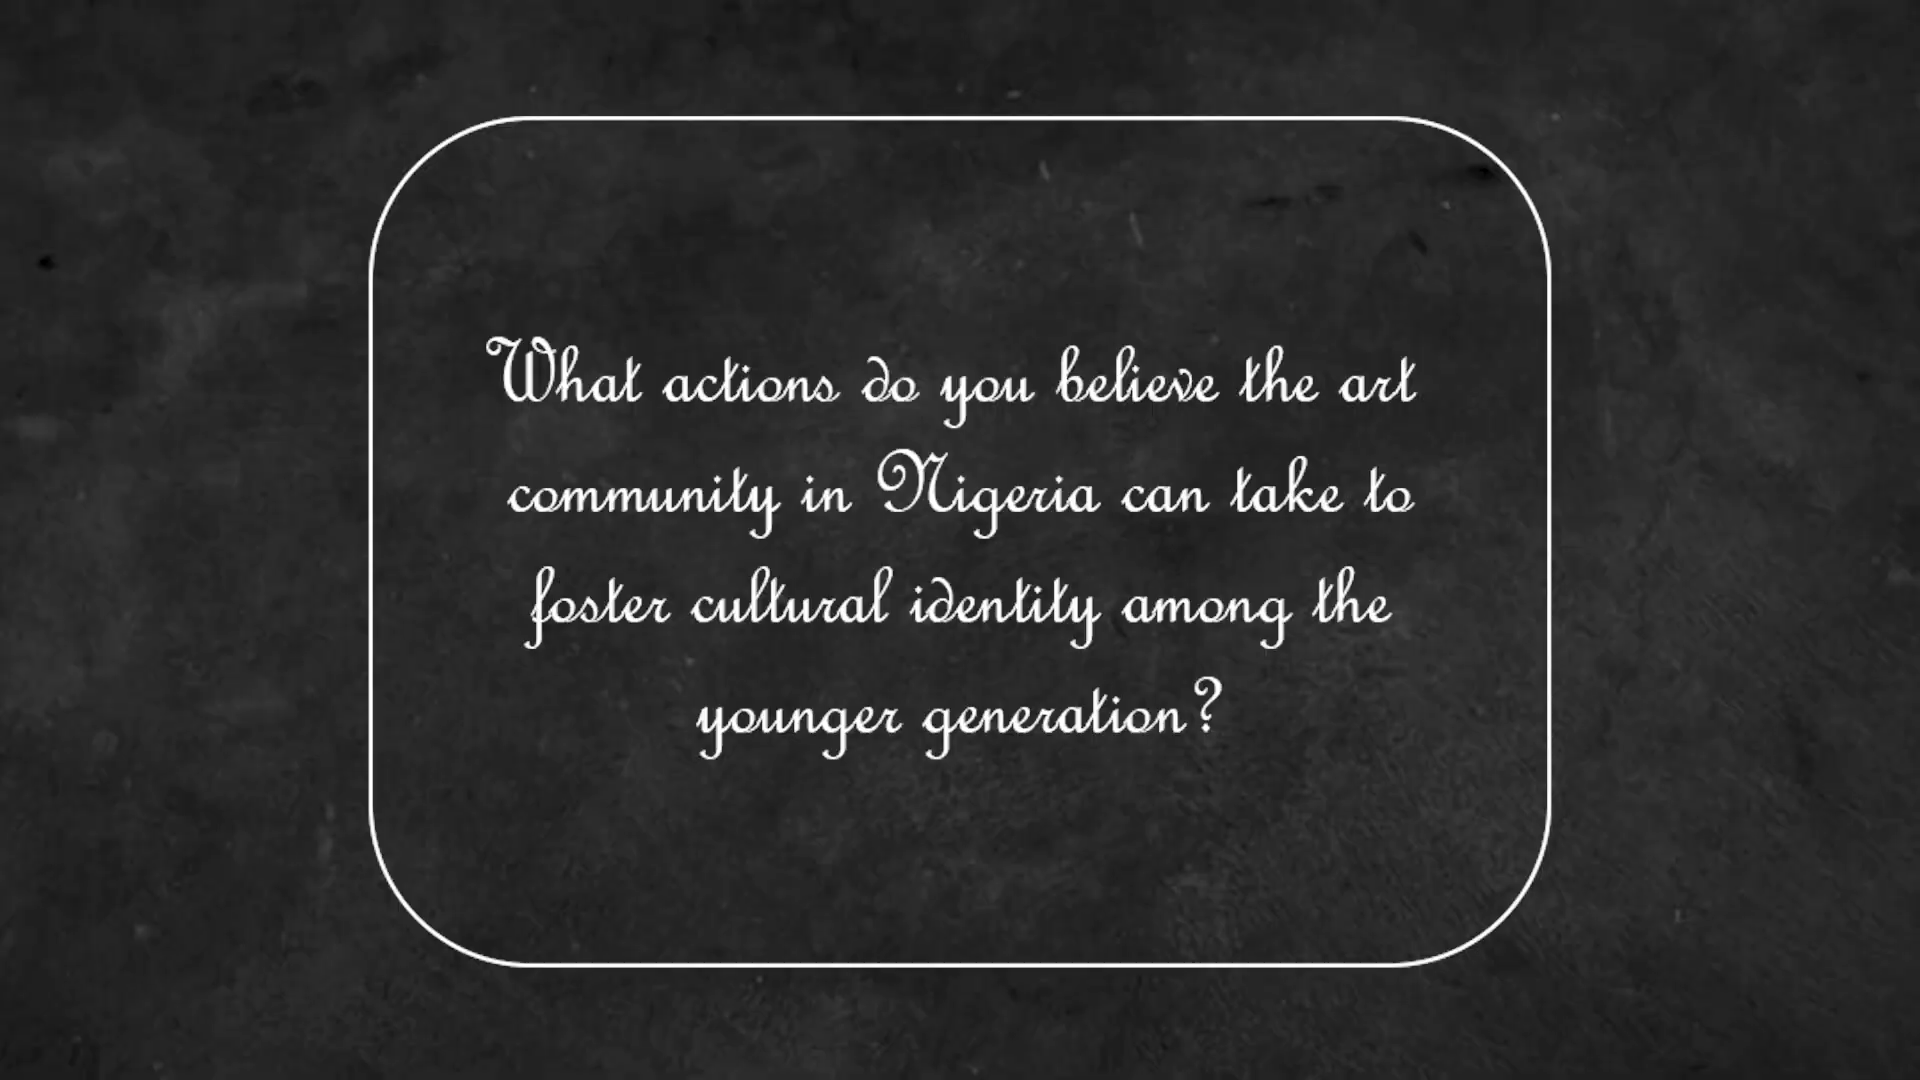 What actions do you believe the art
community in Nigeria can take to
foster cultural identity among the
younger generation?